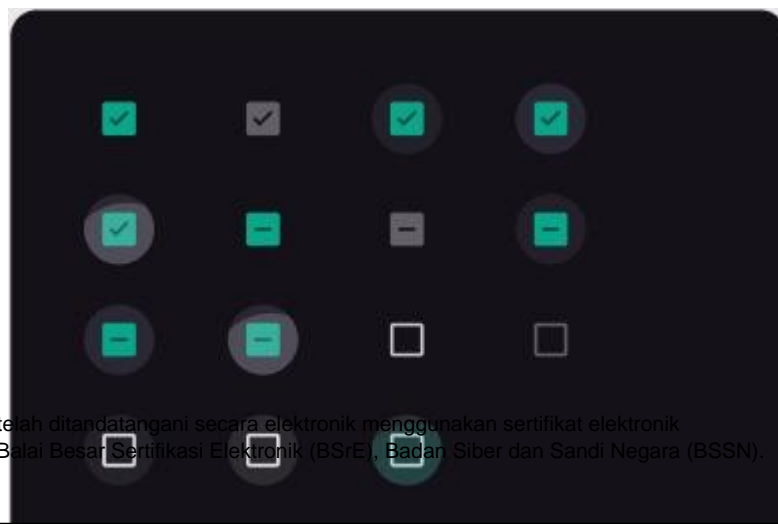 telah ditandatangani secara elektronik menggunakan sertifikat elektronik
Balai Besar Sertifikasi Elektronik (BSrE), Badan Siber dan Sandi Negara (BSSN).